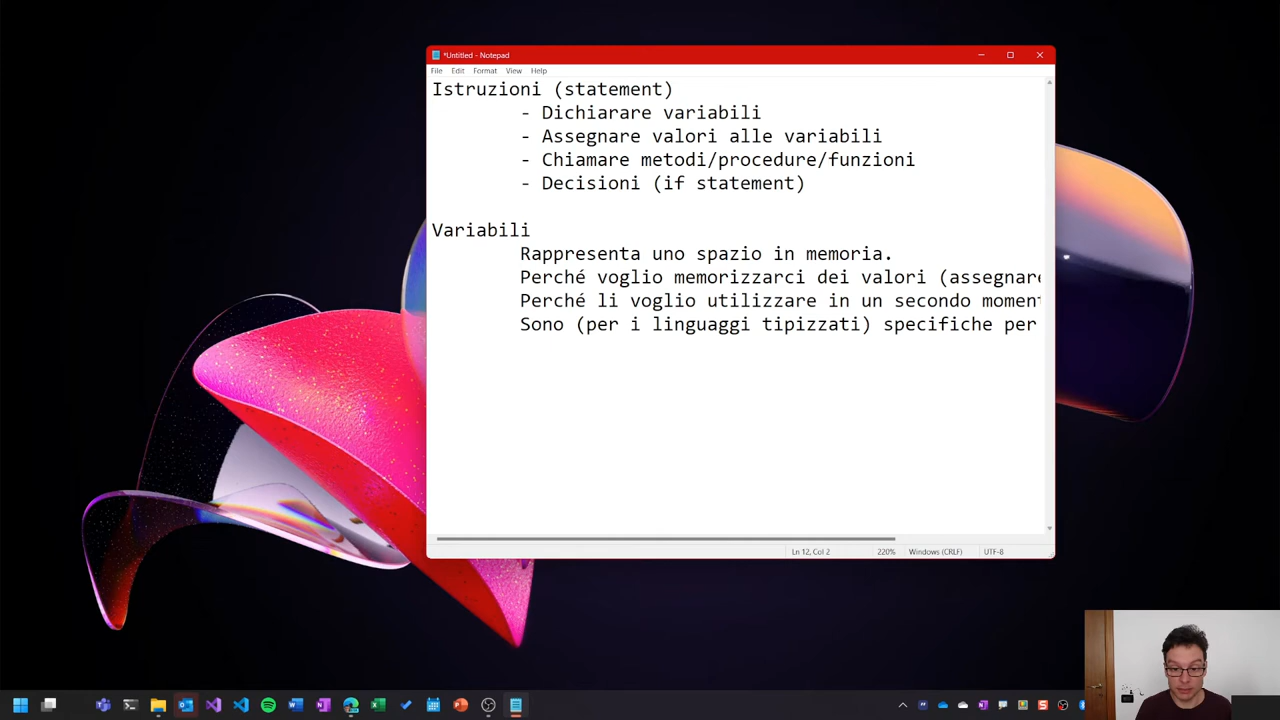 *Untitled - Notepad
File Edit Format View Help
Istruzioni (statement)
- Dichiarare variabili
- Assegnare valori alle variabili
- Chiamare metodi/procedure/funzioni
- Decisioni (if statement)
Variabili
Rappresenta uno spazio in memoria.
Perché voglio memorizzarci dei valori (assegnare
Perché li voglio utilizzare in un secondo moment
Sono (per i linguaggi tipizzati) specifiche per
Ln 12, Col 2 220% Windows (CRLF) UTF-8